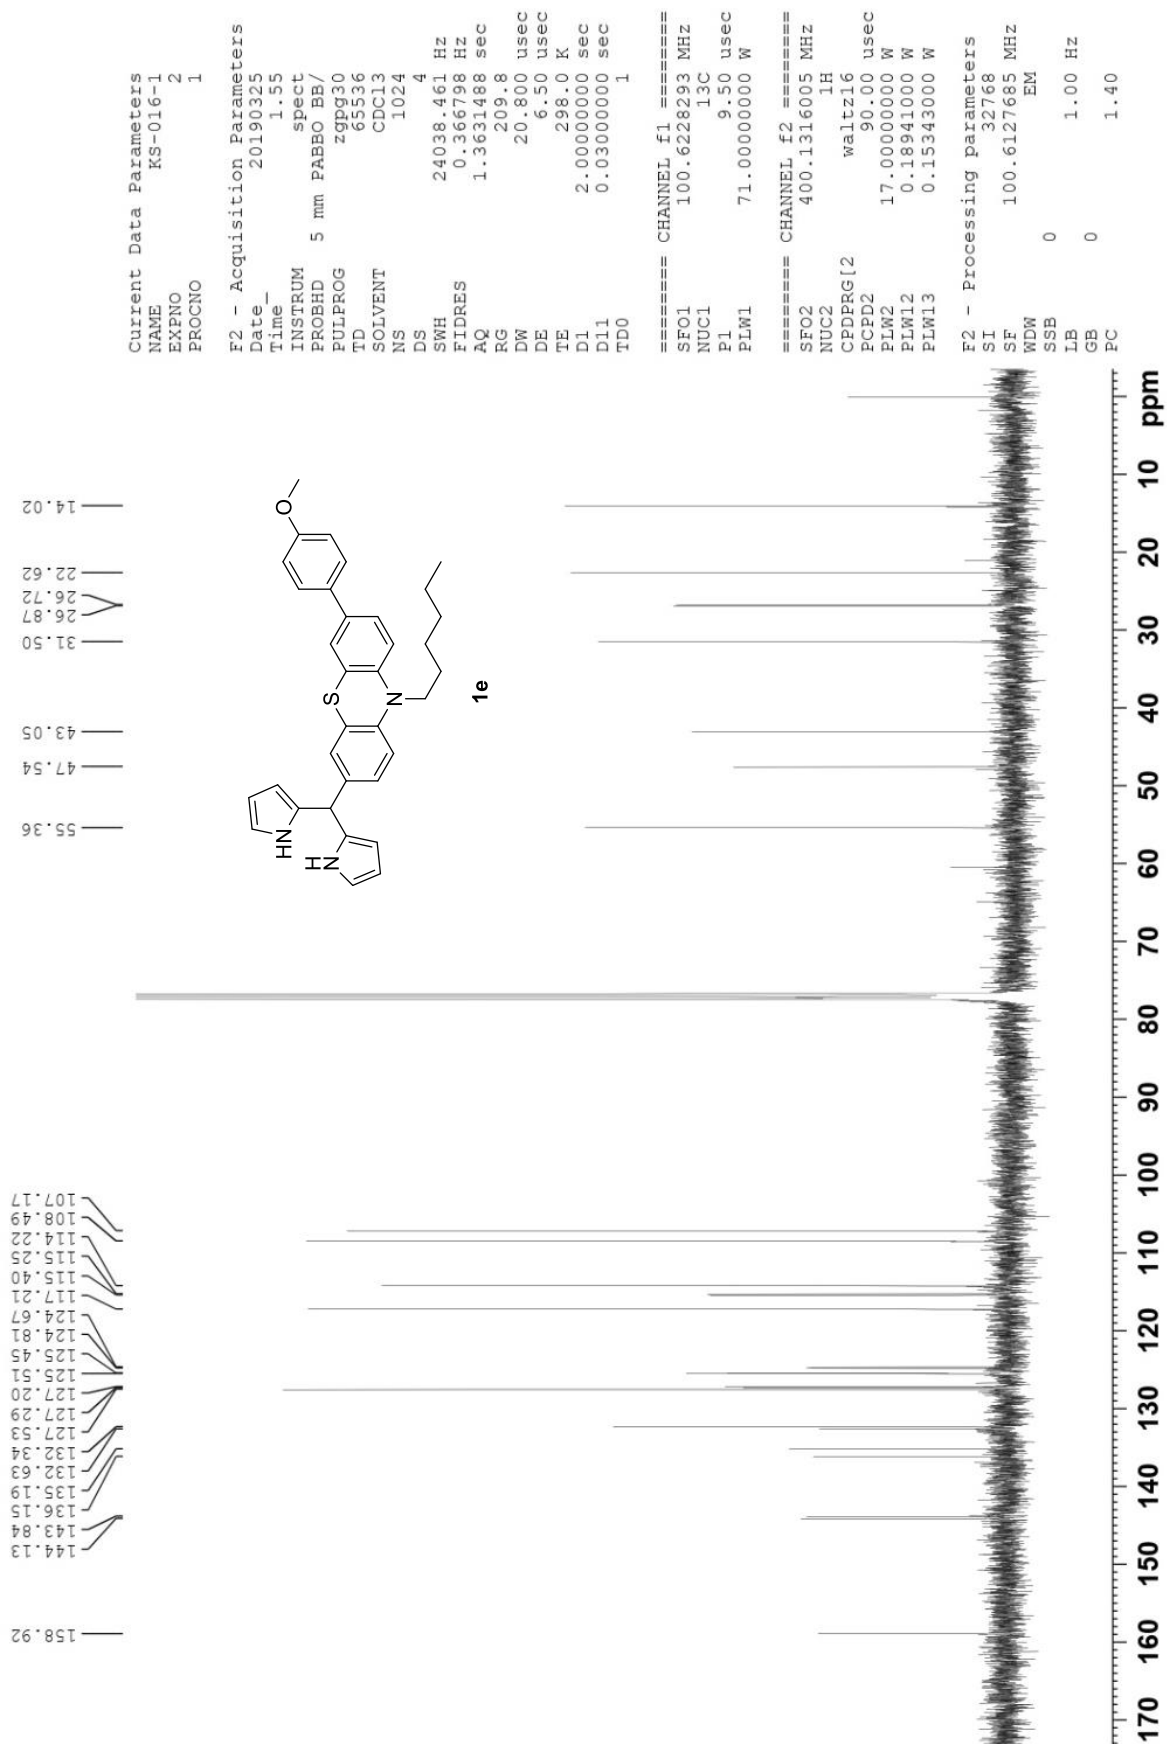 Current Data Parameters
NAME KS-016-1
EXPNO 2
PROCNO 1
F2 - Acquisition Parameters
Date_ 20190325
Time 1.55
INSTRUM spect
PROBHD 5 mm PABBO BB/
PULPROG zgpg30
TD 65536
SOLVENT CDCl3
NS 1024
DS 4
SWH 24038.461 Hz
FIDRES 0.366798 Hz
AQ 1.3631488 sec
RG 209.8
DW 20.800 usec
DE 6.50 usec
TE 298.0 K
D1 2.00000000 sec
D11 0.03000000 sec
TD0 1
======== CHANNEL f1 ========
SFO1 100.6228293 MHz
NUC1 13C
P1 9.50 usec
PLW1 71.00000000 W
======== CHANNEL f2 ========
SFO2 400.1316005 MHz
NUC2 1H
CPDPRG[2 waltz16
PCPD2 90.00 usec
PLW2 17.00000000 W
PLW12 0.18941000 W
PLW13 0.15343000 W
F2 - Processing parameters
SI 32768
SF 100.6127685 MHz
WDW EM
SSB 0
LB 1.00 Hz
GB 0
PC 1.40
158.92
144.13
143.84
136.15
135.19
132.63
132.34
127.53
127.29
127.20
125.51
125.45
124.81
124.67
117.21
115.40
115.25
114.22
108.49
107.17
55.36
47.54
43.05
31.50
26.87
26.72
22.62
14.02
HN
HN
S
N
O
1e
170 160 150 140 130 120 110 100 90 80 70 60 50 40 30 20 10 ppm